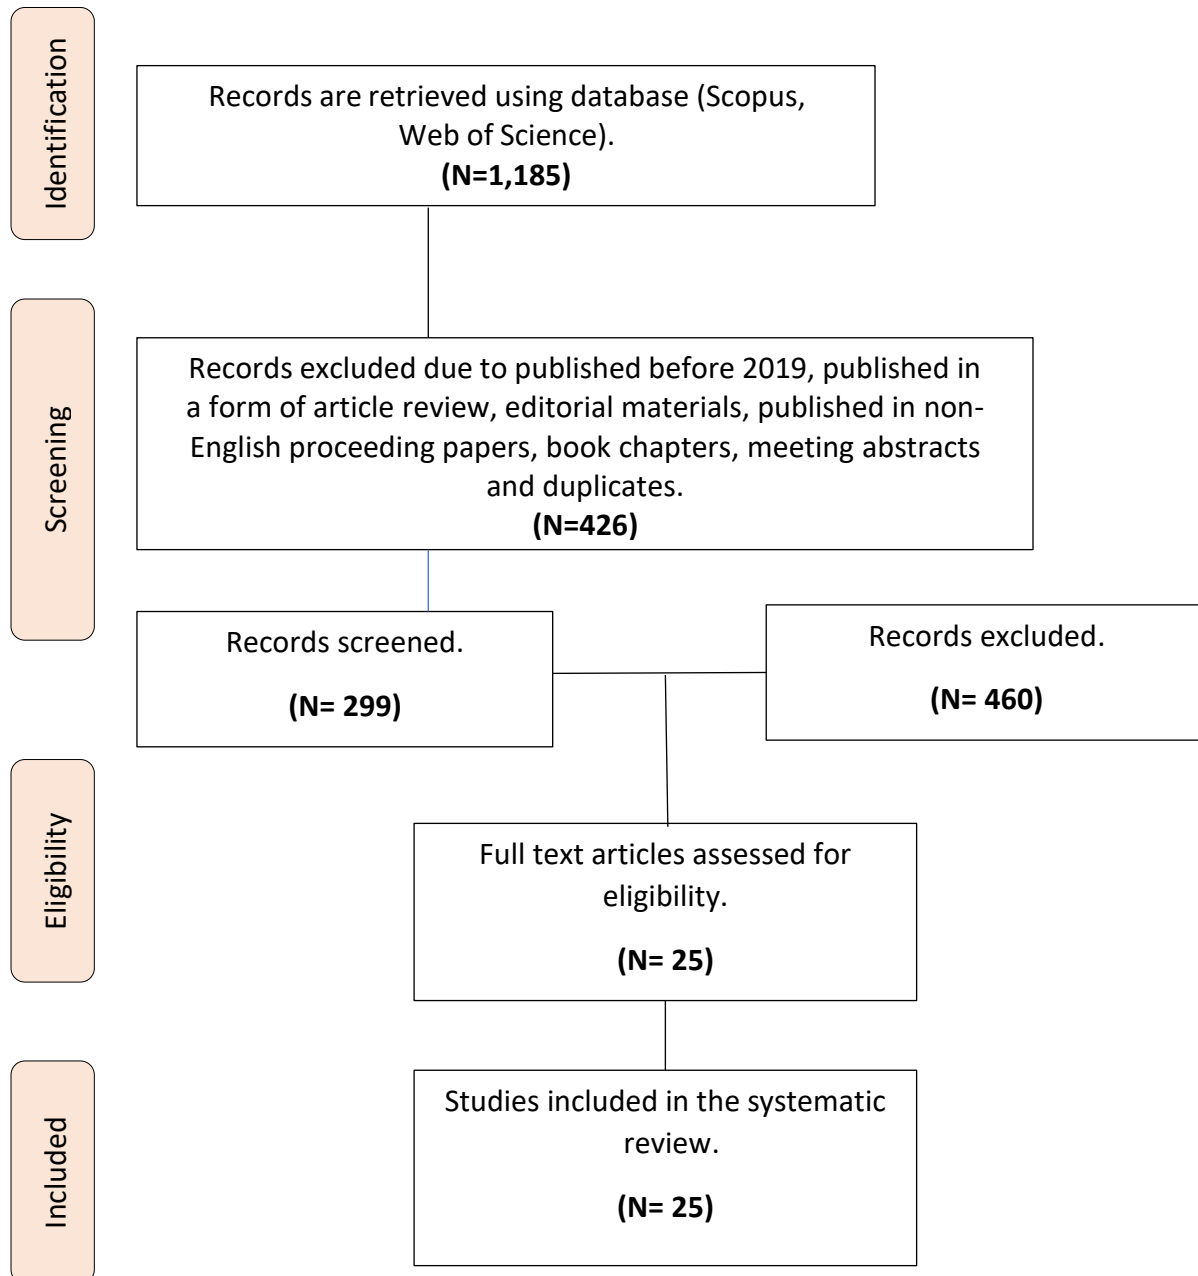 Identification
Records are retrieved using database (Scopus,
Web of Science).
(N=1,185)
Screening
Records excluded due to published before 2019, published in
a form of article review, editorial materials, published in non-
English proceeding papers, book chapters, meeting abstracts
and duplicates.
(N=426)
Records screened.
(N= 299)
Records excluded.
(N= 460)
Eligibility
Full text articles assessed for
eligibility.
(N= 25)
Included
Studies included in the systematic
review.
(N= 25)